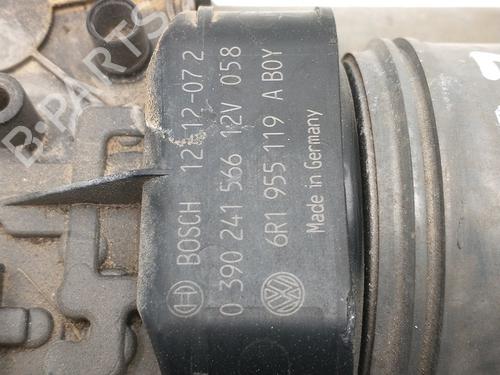 B-PARTS
BOSCH 12-12-07 2
0 390 241 566 12V 058
6R1 955 119 A BOY
Made in Germany